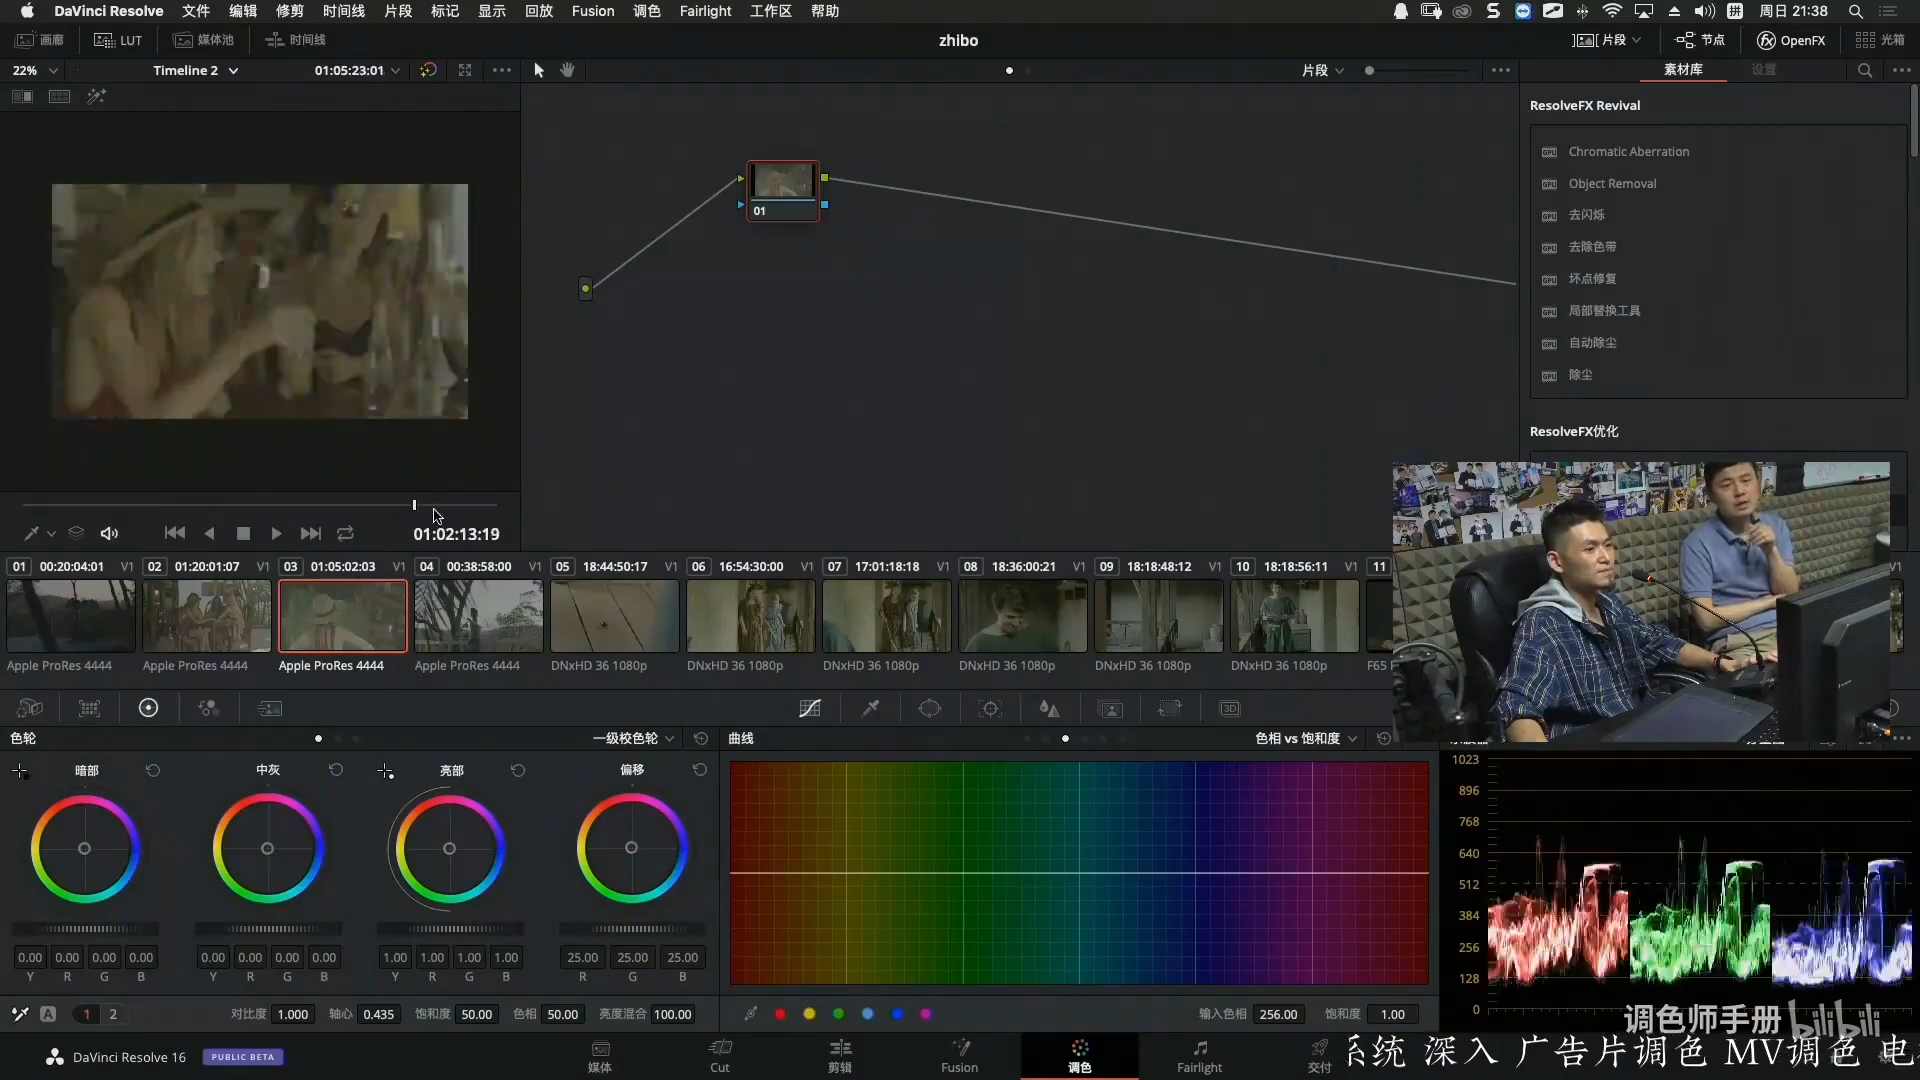 DaVinci Resolve 文件 编辑 修剪 时间线 片段 标记 显示 回放 Fusion 调色 Fairlight 工作区 帮助 周日 21:38
画廊 LUT 媒体池 时间线 zhibo 片段 节点 OpenFX 光箱
22% Timeline 2 01:05:23:01 片段 素材库 设置
ResolveFX Revival
Chromatic Aberration
Object Removal
去闪烁
去除色带
坏点修复
局部替换工具
自动除尘
除尘
ResolveFX优化
01
01:02:13:19
01 00:20:04:01 V1 02 01:20:01:07 V1 03 01:05:02:03 V1 04 00:38:58:00 V1 05 18:44:50:17 V1 06 16:54:30:00 V1 07 17:01:18:18 V1 08 18:36:00:21 V1 09 18:18:48:12 V1 10 18:18:56:11 V1 11 V1
Apple ProRes 4444 Apple ProRes 4444 Apple ProRes 4444 Apple ProRes 4444 DNxHD 36 1080p DNxHD 36 1080p DNxHD 36 1080p DNxHD 36 1080p DNxHD 36 1080p DNxHD 36 1080p F65
色轮 一级校色轮 曲线 色相 vs 饱和度
暗部 中灰 亮部 偏移
0.00 0.00 0.00 0.00 0.00 0.00 0.00 0.00 1.00 1.00 1.00 1.00 25.00 25.00 25.00
Y R G B Y R G B Y R G B R G B
1023
896
768
640
512
384
256
128
0
A 1 2 对比度 1.000 轴心 0.435 饱和度 50.00 色相 50.00 亮度混合 100.00 输入色相 256.00 饱和度 1.00
调色师手册 bilibili
DaVinci Resolve 16 PUBLIC BETA 媒体 Cut 剪辑 Fusion 调色 Fairlight 交付
系统 深入 广告片调色 MV调色 电